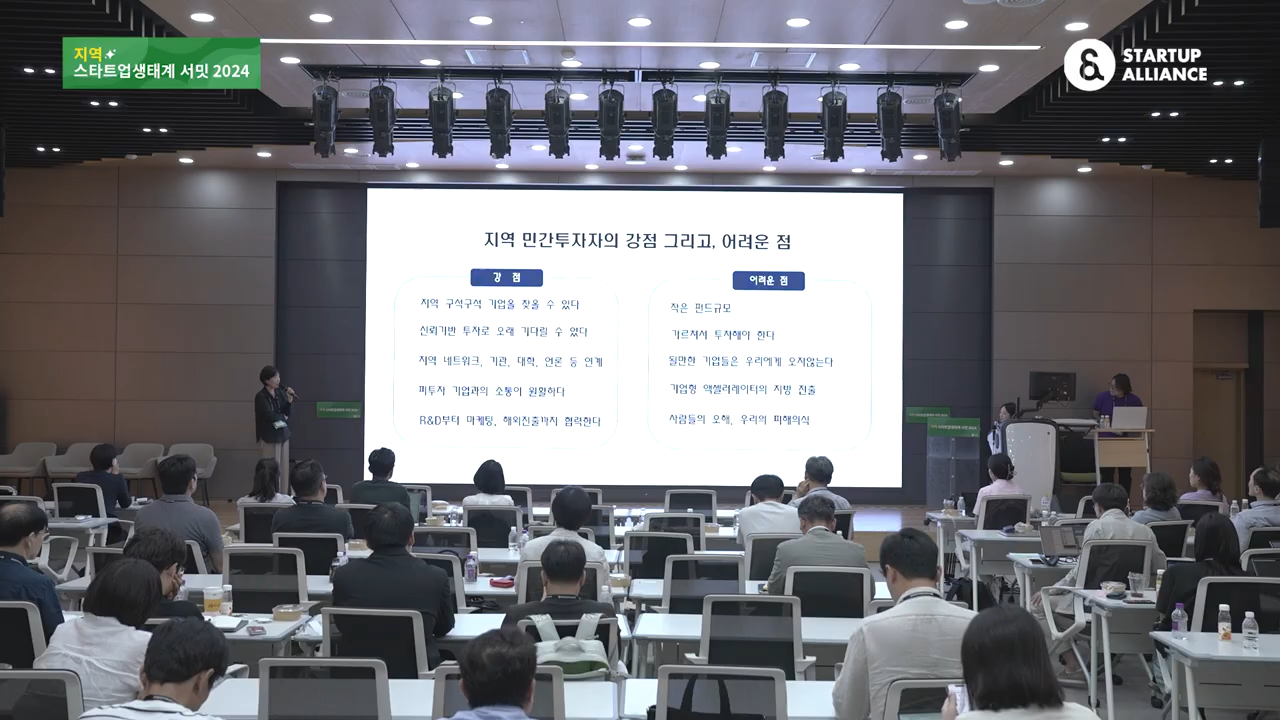 지역
스타트업생태계 서밋 2024
STARTUP
ALLIANCE
지역 민간투자자의 강점 그리고, 어려운 점
강 점
지역 구석구석 기업을 찾을 수 있다
신뢰기반 투자로 오래 기다릴 수 있다
지역 네트워크, 기관, 대학, 언론 등 연계
피투자 기업과의 소통이 원활하다
R&D부터 마케팅, 해외진출까지 협력한다
어려운 점
작은 펀드규모
가르쳐서 투자해야 한다
될만한 기업들은 우리에게 오지않는다
기업형 액셀러레이터의 지방 진출
사람들의 오해, 우리의 피해의식